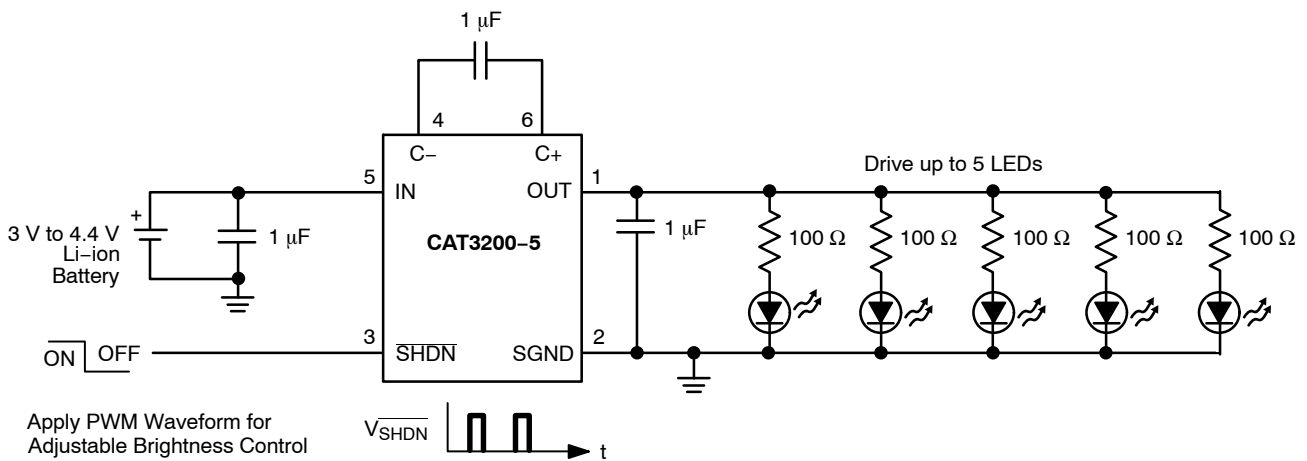 1 μF
4
6
C−
C+
Drive up to 5 LEDs
5
IN
OUT
1
3 V to 4.4 V
Li−ion
Battery
+
1 μF
CAT3200−5
1 μF
100 Ω
100 Ω
100 Ω
100 Ω
100 Ω
ON
OFF
3
SHDN
SGND
2
Apply PWM Waveform for
Adjustable Brightness Control
VSHDN
t